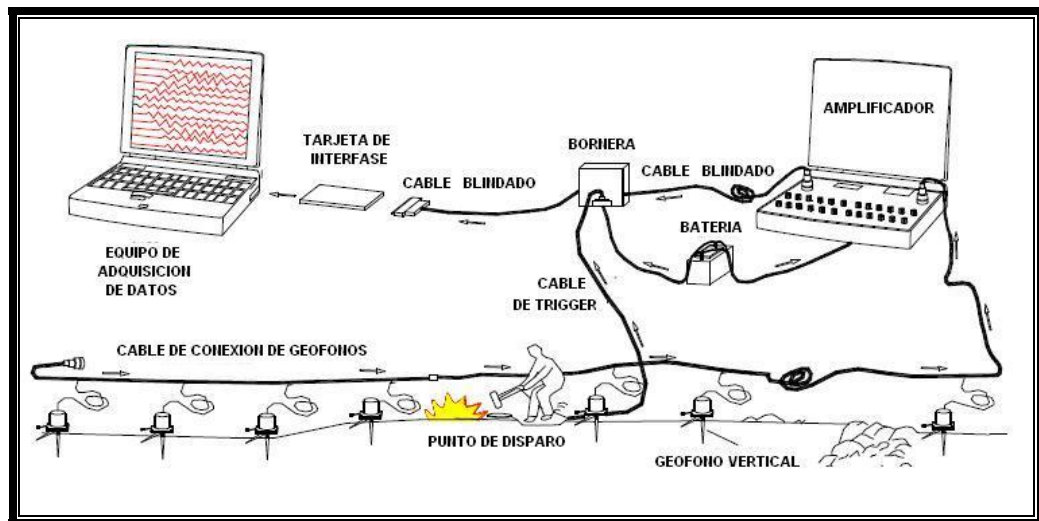 AMPLIFICADOR
TARJETA DE
INTERFASE
BORNERA
CABLE BLINDADO
CABLE BLINDADO
BATERIA
EQUIPO DE
ADQUISICION
DE DATOS
CABLE
DE TRIGGER
CABLE DE CONEXION DE GEOFONOS
PUNTO DE DISPARO
GEOFONO VERTICAL